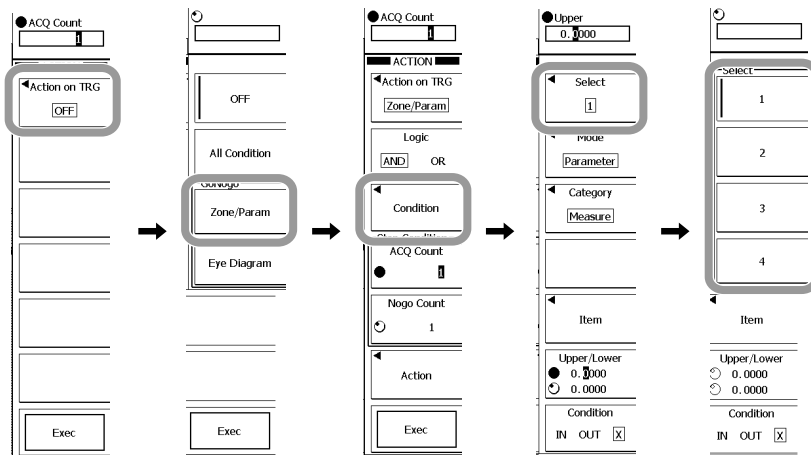 ACQ Count
1
Action on TRG
OFF
Exec
OFF
All Condition
GoNogo
Zone/Param
Eye Diagram
Exec
ACQ Count
1
ACTION
Action on TRG
Zone/Param
Logic
AND OR
Condition
Stop Condition
ACQ Count
1
Nogo Count
1
Action
Exec
Upper
0.0000
Select
1
Mode
Parameter
Category
Measure
Item
Upper/Lower
0.0000
0.0000
Condition
IN OUT X
Select
1
2
3
4
Item
Upper/Lower
0.0000
0.0000
Condition
IN OUT X